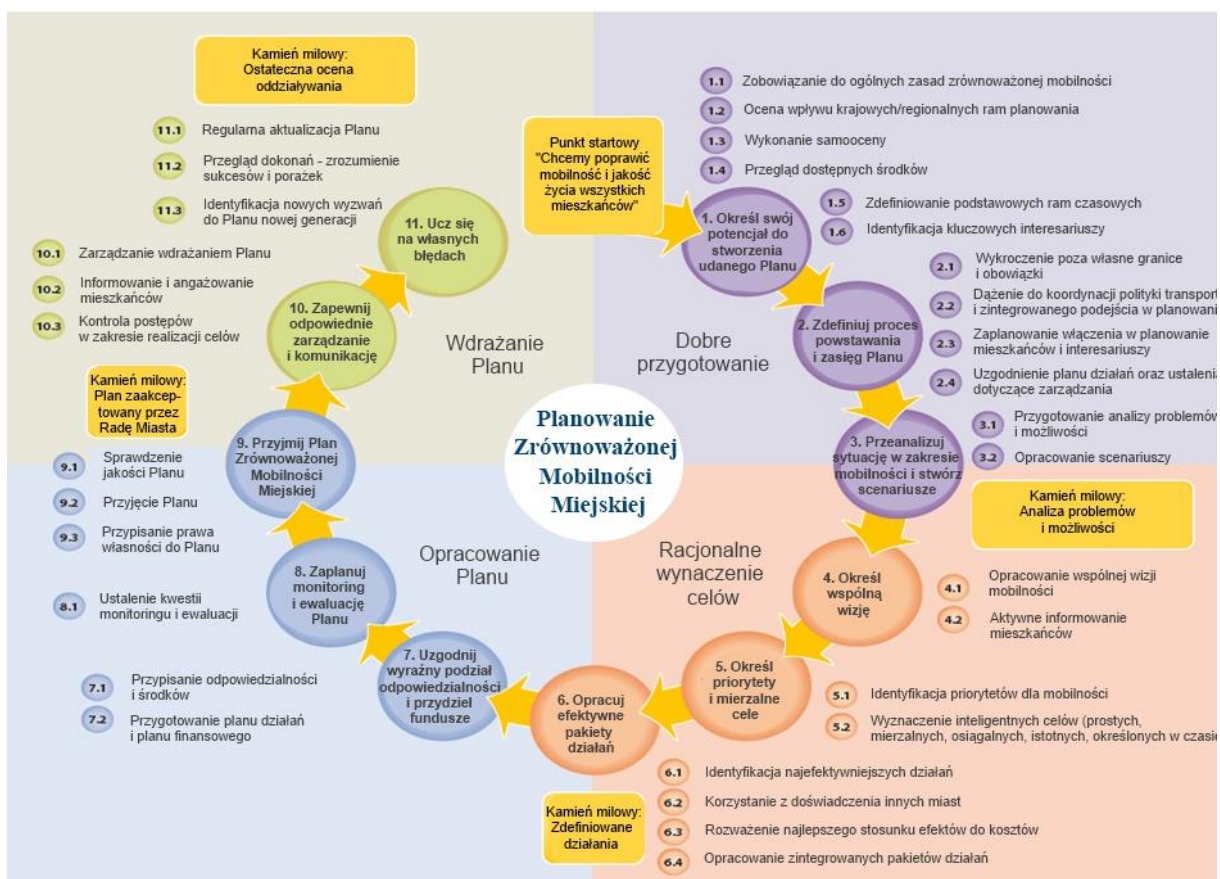 Kamień milowy:
Ostateczna ocena
oddziaływania
11.1 Regularna aktualizacja Planu
11.2 Przegląd dokonań - zrozumienie
sukcesów i porażek
11.3 Identyfikacja nowych wyzwań
do Planu nowej generacji
11. Ucz się
na własnych
błędach
10.1 Zarządzanie wdrażaniem Planu
10.2 Informowanie i angażowanie
mieszkańców
10.3 Kontrola postępów
w zakresie realizacji celów
10. Zapewnij
odpowiednie
zarządzanie
i komunikację
Wdrażanie
Planu
Punkt startowy
"Chcemy poprawić
mobilność i jakość
życia wszystkich
mieszkańców"
1.1 Zobowiązanie do ogólnych zasad zrównoważonej mobilności
1.2 Ocena wpływu krajowych/regionalnych ram planowania
1.3 Wykonanie samooceny
1.4 Przegląd dostępnych środków
1.5 Zdefiniowanie podstawowych ram czasowych
1.6 Identyfikacja kluczowych interesariuszy
1. Określ swój
potencjał do
stworzenia
udanego Planu
2.1 Wykroczenie poza własne granice
i obowiązki
2.2 Dążenie do koordynacji polityki transport
i zintegrowanego podejścia w planowani
2.3 Zaplanowanie włączenia w planowanie
mieszkańców i interesariuszy
2.4 Uzgodnienie planu działań oraz ustalenia
dotyczące zarządzania
2. Zdefiniuj proces
powstawania
i zasięg Planu
Dobre
przygotowanie
3.1 Przygotowanie analizy problemów
i możliwości
3.2 Opracowanie scenariuszy
3. Przeanalizuj
sytuację w zakresie
mobilności i stwórz
scenariusze
Kamień milowy:
Analiza problemów
i możliwości
Planowanie
Zrównoważonej
Mobilności
Miejskiej
Kamień milowy:
Plan zaakcep-
towany przez
Radę Miasta
9. Przyjmij Plan
Zrównoważonej
Mobilności
Miejskiej
9.1 Sprawdzenie
jakości Planu
9.2 Przyjęcie Planu
9.3 Przypisanie prawa
własności do Planu
8.1 Ustalenie kwestii
monitoringu i ewaluacji
8. Zaplanuj
monitoring
i ewaluację
Planu
Opracowanie
Planu
7.1 Przypisanie odpowiedzialności
i środków
7.2 Przygotowanie planu działań
i planu finansowego
7. Uzgodnij
wyraźny podział
odpowiedzialności
i przydziel
fundusze
Racjonalne
wynaczenie
celów
4. Określ
wspólną
wizję
4.1 Opracowanie wspólnej wizji
mobilności
4.2 Aktywne informowanie
mieszkańców
5. Określ
priorytety
i mierzalne
cele
5.1 Identyfikacja priorytetów dla mobilności
5.2 Wyznaczenie inteligentnych celów (prostych,
mierzalnych, osiągalnych, istotnych, określonych w czasie
6. Opracuj
efektywne
pakiety
działań
6.1 Identyfikacja najefektywniejszych działań
6.2 Korzystanie z doświadczenia innych miast
6.3 Rozważenie najlepszego stosunku efektów do kosztów
6.4 Opracowanie zintegrowanych pakietów działań
Kamień milowy:
Zdefiniowane
działania